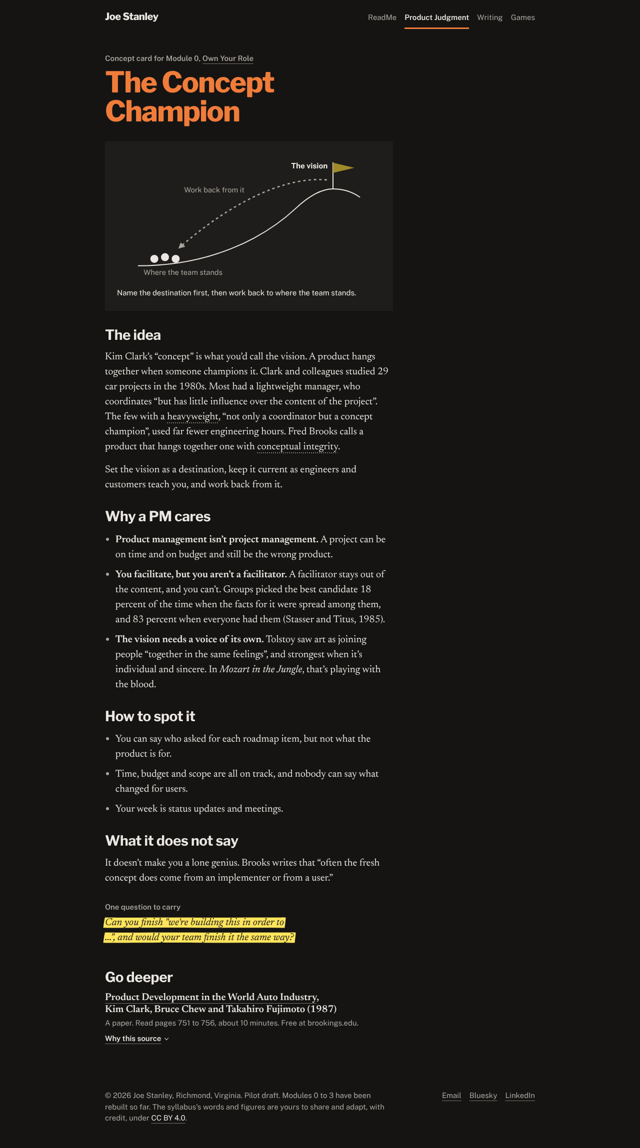 Joe Stanley
ReadMe Product Judgment Writing Games
Concept card for Module 0, Own Your Role
The Concept
Champion
The vision
Work back from it
Where the team stands
Name the destination first, then work back to where the team stands.
The idea
Kim Clark's “concept” is what you'd call the vision. A product hangs
together when someone champions it. Clark and colleagues studied 29
car projects in the 1980s. Most had a lightweight manager, who
coordinates “but has little influence over the content of the project”.
The few with a heavyweight, “not only a coordinator but a concept
champion”, used far fewer engineering hours. Fred Brooks calls a
product that hangs together one with conceptual integrity.
Set the vision as a destination, keep it current as engineers and
customers teach you, and work back from it.
Why a PM cares
• Product management isn't project management. A project can be
on time and on budget and still be the wrong product.
• You facilitate, but you aren't a facilitator. A facilitator stays out of
the content, and you can't. Groups picked the best candidate 18
percent of the time when the facts for it were spread among them,
and 83 percent when everyone had them (Stasser and Titus, 1985).
• The vision needs a voice of its own. Tolstoy saw art as joining
people “together in the same feelings”, and strongest when it's
individual and sincere. In Mozart in the Jungle, that's playing with
the blood.
How to spot it
• You can say who asked for each roadmap item, but not what the
product is for.
• Time, budget and scope are all on track, and nobody can say what
changed for users.
• Your week is status updates and meetings.
What it does not say
It doesn't make you a lone genius. Brooks writes that “often the fresh
concept does come from an implementer or from a user.”
One question to carry
Can you finish “we're building this in order to
…”, and would your team finish it the same way?
Go deeper
Product Development in the World Auto Industry,
Kim Clark, Bruce Chew and Takahiro Fujimoto (1987)
A paper. Read pages 751 to 756, about 10 minutes. Free at brookings.edu.
Why this source
© 2026 Joe Stanley, Richmond, Virginia. Pilot draft. Modules 0 to 3 have been
rebuilt so far. The syllabus's words and figures are yours to share and adapt, with
credit, under CC BY 4.0.
Email Bluesky LinkedIn